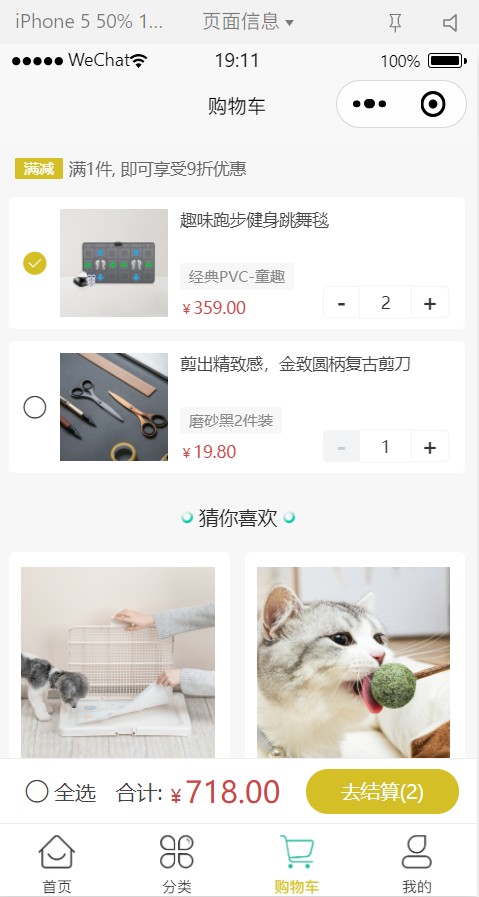 iPhone 5 50% 1... 页面信息
WeChat 19:11 100%
购物车
满减 满1件, 即可享受9折优惠
趣味跑步健身跳舞毯
经典PVC-童趣
¥359.00 - 2 +
剪出精致感，金致圆柄复古剪刀
磨砂黑2件装
¥19.80 - 1 +
猜你喜欢
全选 合计: ¥718.00 去结算(2)
首页 分类 购物车 我的